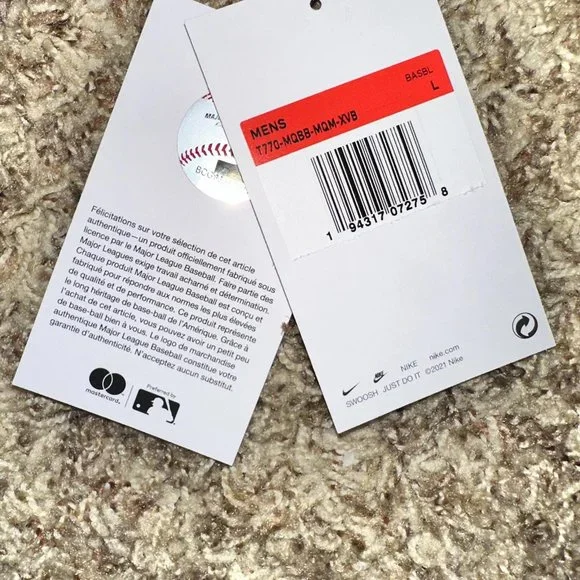 MAJ
BC001
Félicitations sur votre sélection de cet article
authentique—un produit officiellement fabriqué sous
licence par le Major League Baseball. Faire partie des
Major Leagues exige travail acharné et détermination.
Chaque produit Major League Baseball est conçu et
fabriqué pour répondre aux normes les plus élevées
de qualité et de performance. Ce produit représente
le long héritage de base-ball de l'Amérique. Grâce à
l'achat de cet article, vous pouvez avoir un petit peu
de base-ball bien à vous. Le logo de marchandise
authentique Major League Baseball constitue votre
garantie d'authenticité. N'acceptez aucun substitut.
mastercard.
Preferred by
BASBL
MENS
L
T770-MQBB-MQM-XVB
1 94317 07275 8
NIKE nike.com
SWOOSH JUST DO IT ©2021 Nike